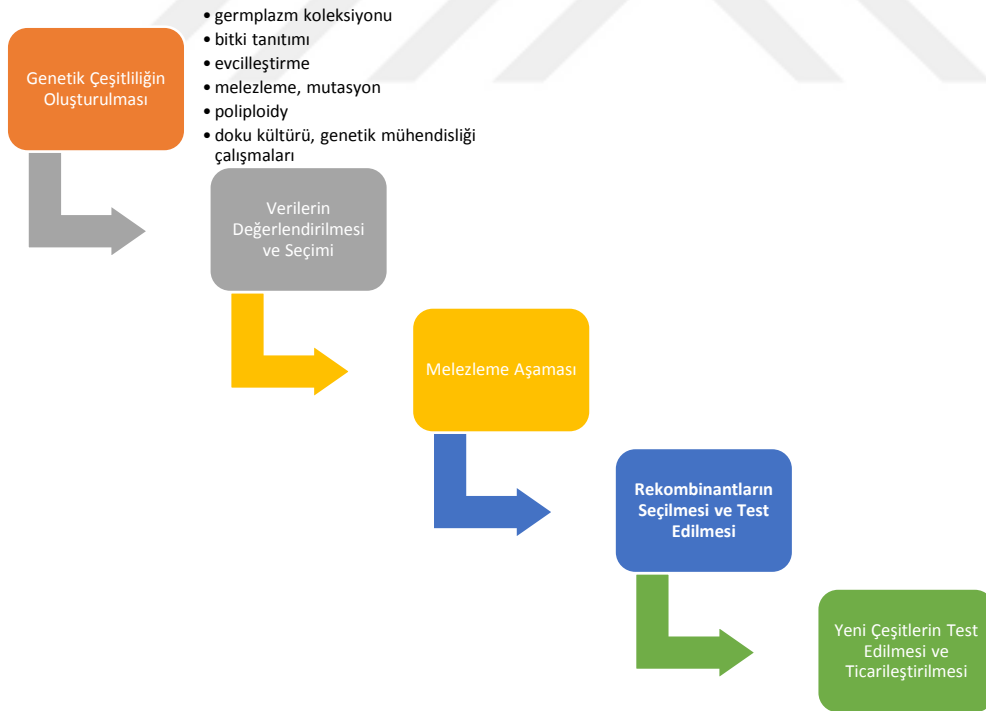 Genetik Çeşitliliğin
Oluşturulması
• germplazm koleksiyonu
• bitki tanıtımı
• evcilleştirme
• melezleme, mutasyon
• poliploidy
• doku kültürü, genetik mühendisliği
çalışmaları
Verilerin
Değerlendirilmesi
ve Seçimi
Melezleme Aşaması
Rekombinantların
Seçilmesi ve Test
Edilmesi
Yeni Çeşitlerin Test
Edilmesi ve
Ticarileştirilmesi